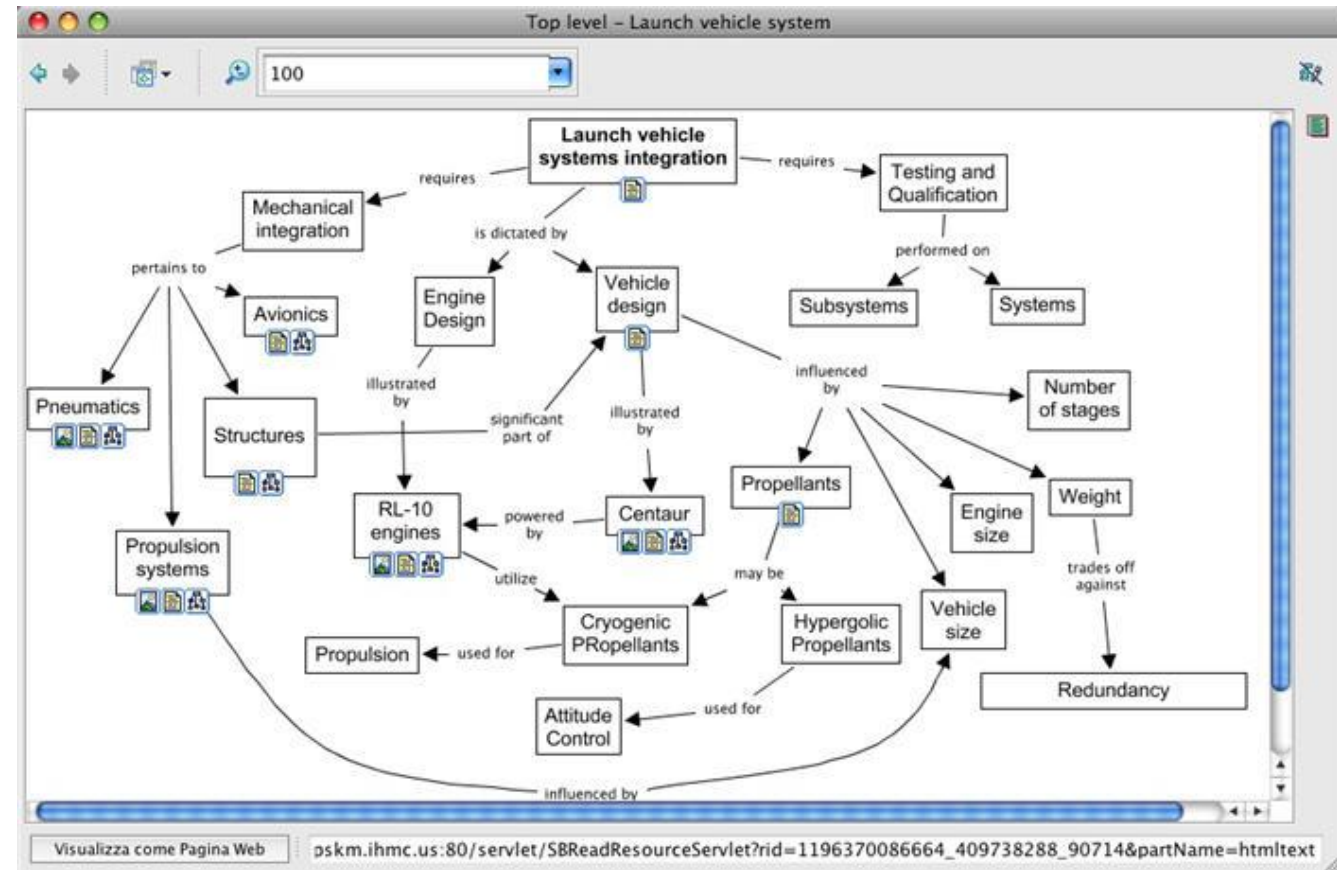 Top level – Launch vehicle system
100
Launch vehicle
systems integration
requires
requires
Testing and
Qualification
Mechanical
integration
is dictated by
performed on
pertains to
Avionics
Engine
Design
Vehicle
design
Subsystems
Systems
Pneumatics
Structures
illustrated
by
significant
part of
illustrated
by
influenced
by
Number
of stages
Propellants
Engine
size
Weight
RL-10
engines
powered
by
Centaur
Propulsion
systems
utilize
may be
trades off
against
Cryogenic
PRopellants
Hypergolic
Propellants
Vehicle
size
Propulsion
used for
Redundancy
Attitude
Control
used for
influenced by
Visualizza come Pagina Web
pskm.ihmc.us:80/servlet/SBReadResourceServlet?rid=1196370086664_409738288_90714&partName=htmltext